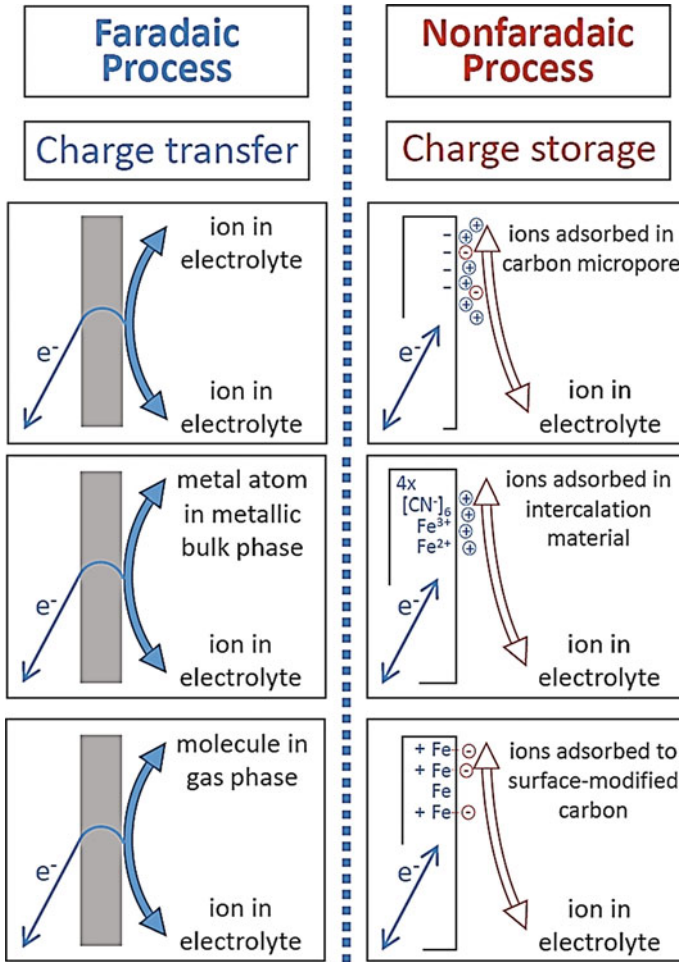 Faradaic
Process
Charge transfer
ion in
electrolyte
e⁻
ion in
electrolyte
metal atom
in metallic
bulk phase
e⁻
ion in
electrolyte
molecule in
gas phase
e⁻
ion in
electrolyte
Nonfaradaic
Process
Charge storage
ions adsorbed in
carbon micropore
e⁻
ion in
electrolyte
4x
[CN⁻]₆
Fe³⁺
Fe²⁺
ions adsorbed in
intercalation
material
e⁻
ion in
electrolyte
+ Fe
+ Fe
Fe
+ Fe
ions adsorbed to
surface-modified
carbon
e⁻
ion in
electrolyte